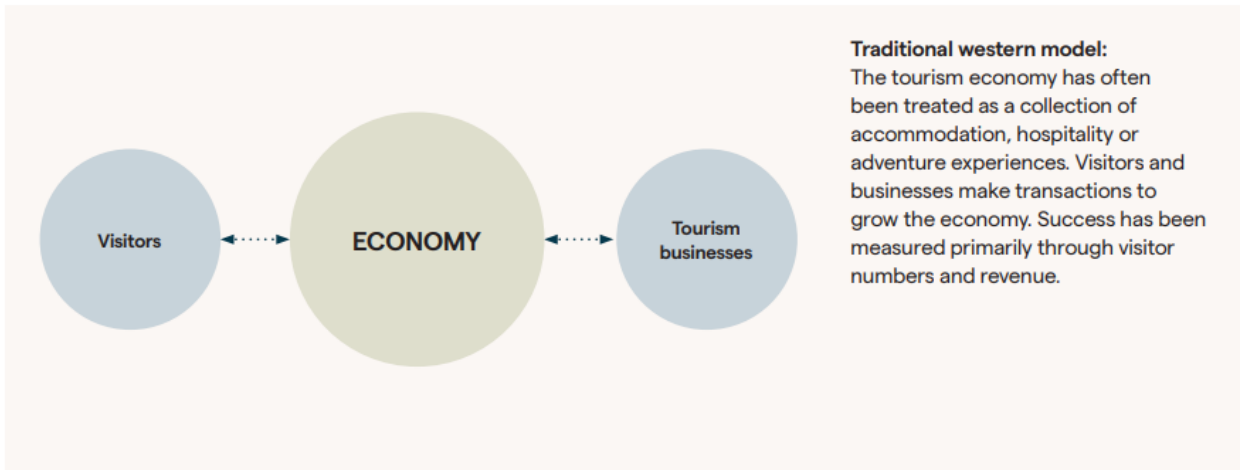 Visitors
ECONOMY
Tourism
businesses
Traditional western model:
The tourism economy has often
been treated as a collection of
accommodation, hospitality or
adventure experiences. Visitors and
businesses make transactions to
grow the economy. Success has been
measured primarily through visitor
numbers and revenue.